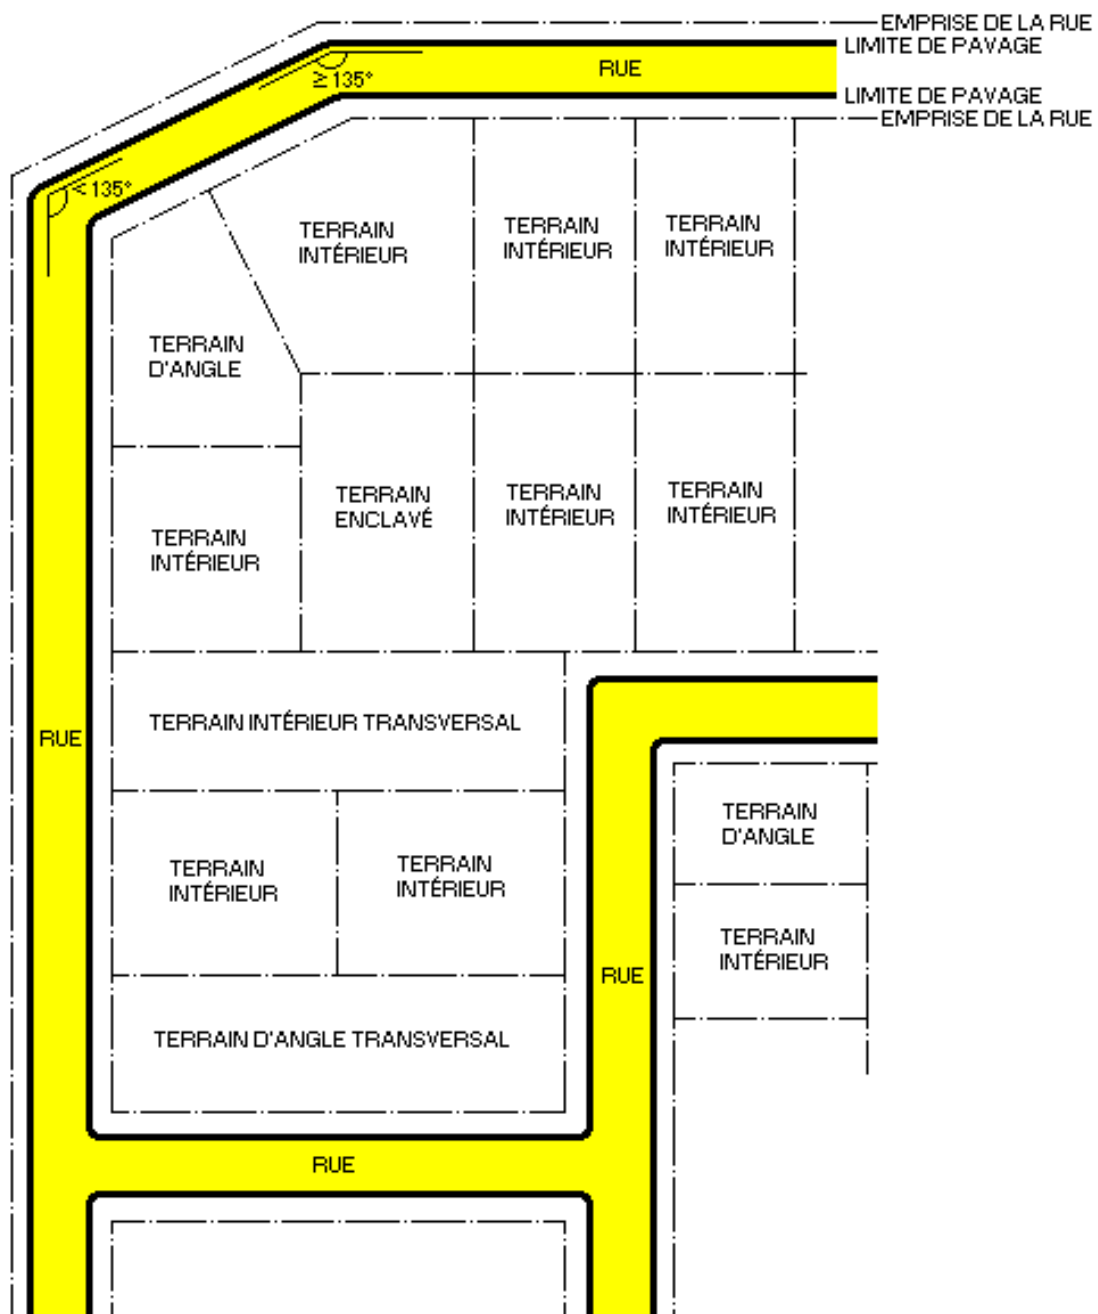 EMPRISE DE LA RUE
LIMITE DE PAVAGE
RUE
≥ 135°
LIMITE DE PAVAGE
EMPRISE DE LA RUE
< 135°
TERRAIN
INTÉRIEUR
TERRAIN
INTÉRIEUR
TERRAIN
INTÉRIEUR
TERRAIN
D'ANGLE
TERRAIN
ENCLAVÉ
TERRAIN
INTÉRIEUR
TERRAIN
INTÉRIEUR
TERRAIN
INTÉRIEUR
TERRAIN INTÉRIEUR TRANSVERSAL
RUE
TERRAIN
D'ANGLE
TERRAIN
INTÉRIEUR
TERRAIN
INTÉRIEUR
TERRAIN
INTÉRIEUR
RUE
TERRAIN D'ANGLE TRANSVERSAL
RUE